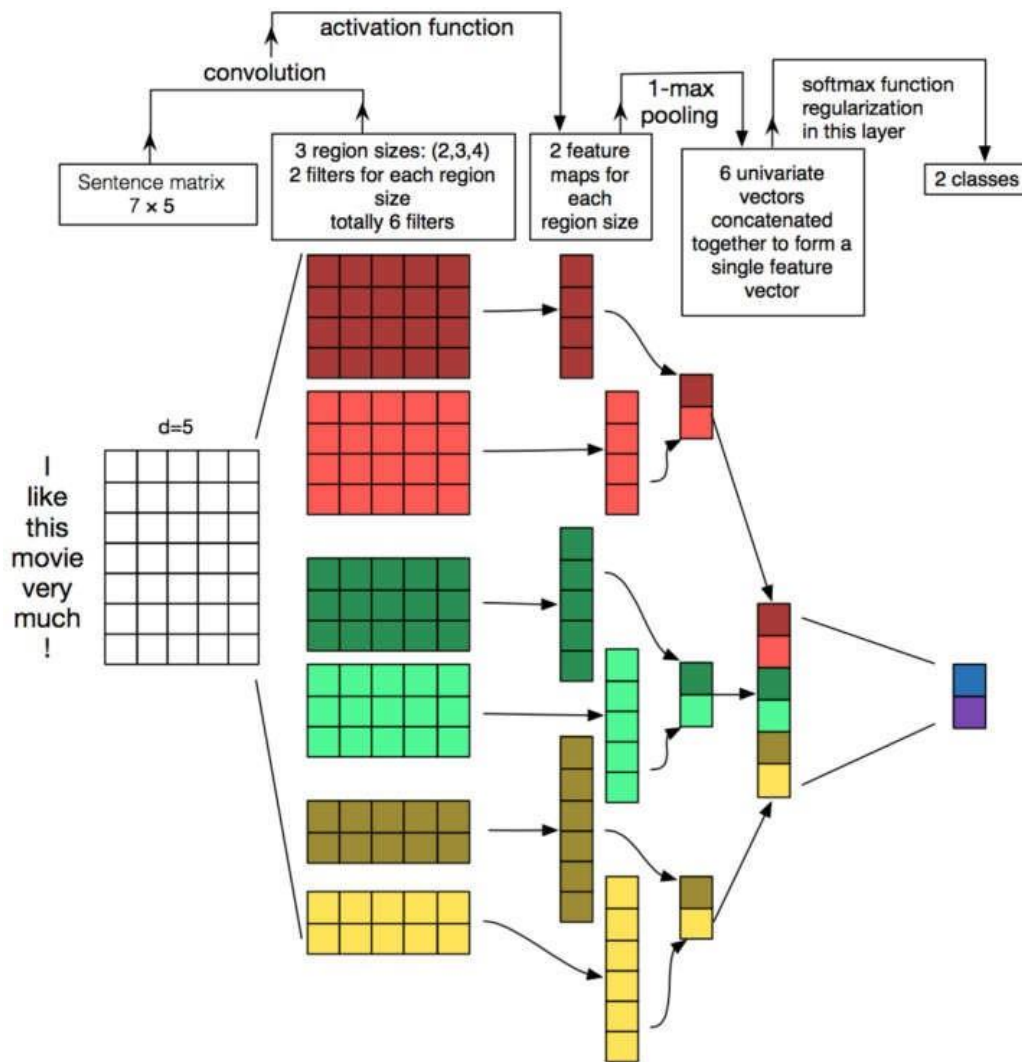 activation function
convolution
1-max
pooling
softmax function
regularization
in this layer
Sentence matrix
7 × 5
3 region sizes: (2,3,4)
2 filters for each region
size
totally 6 filters
2 feature
maps for
each
region size
6 univariate
vectors
concatenated
together to form a
single feature
vector
2 classes
d=5
I
like
this
movie
very
much
!